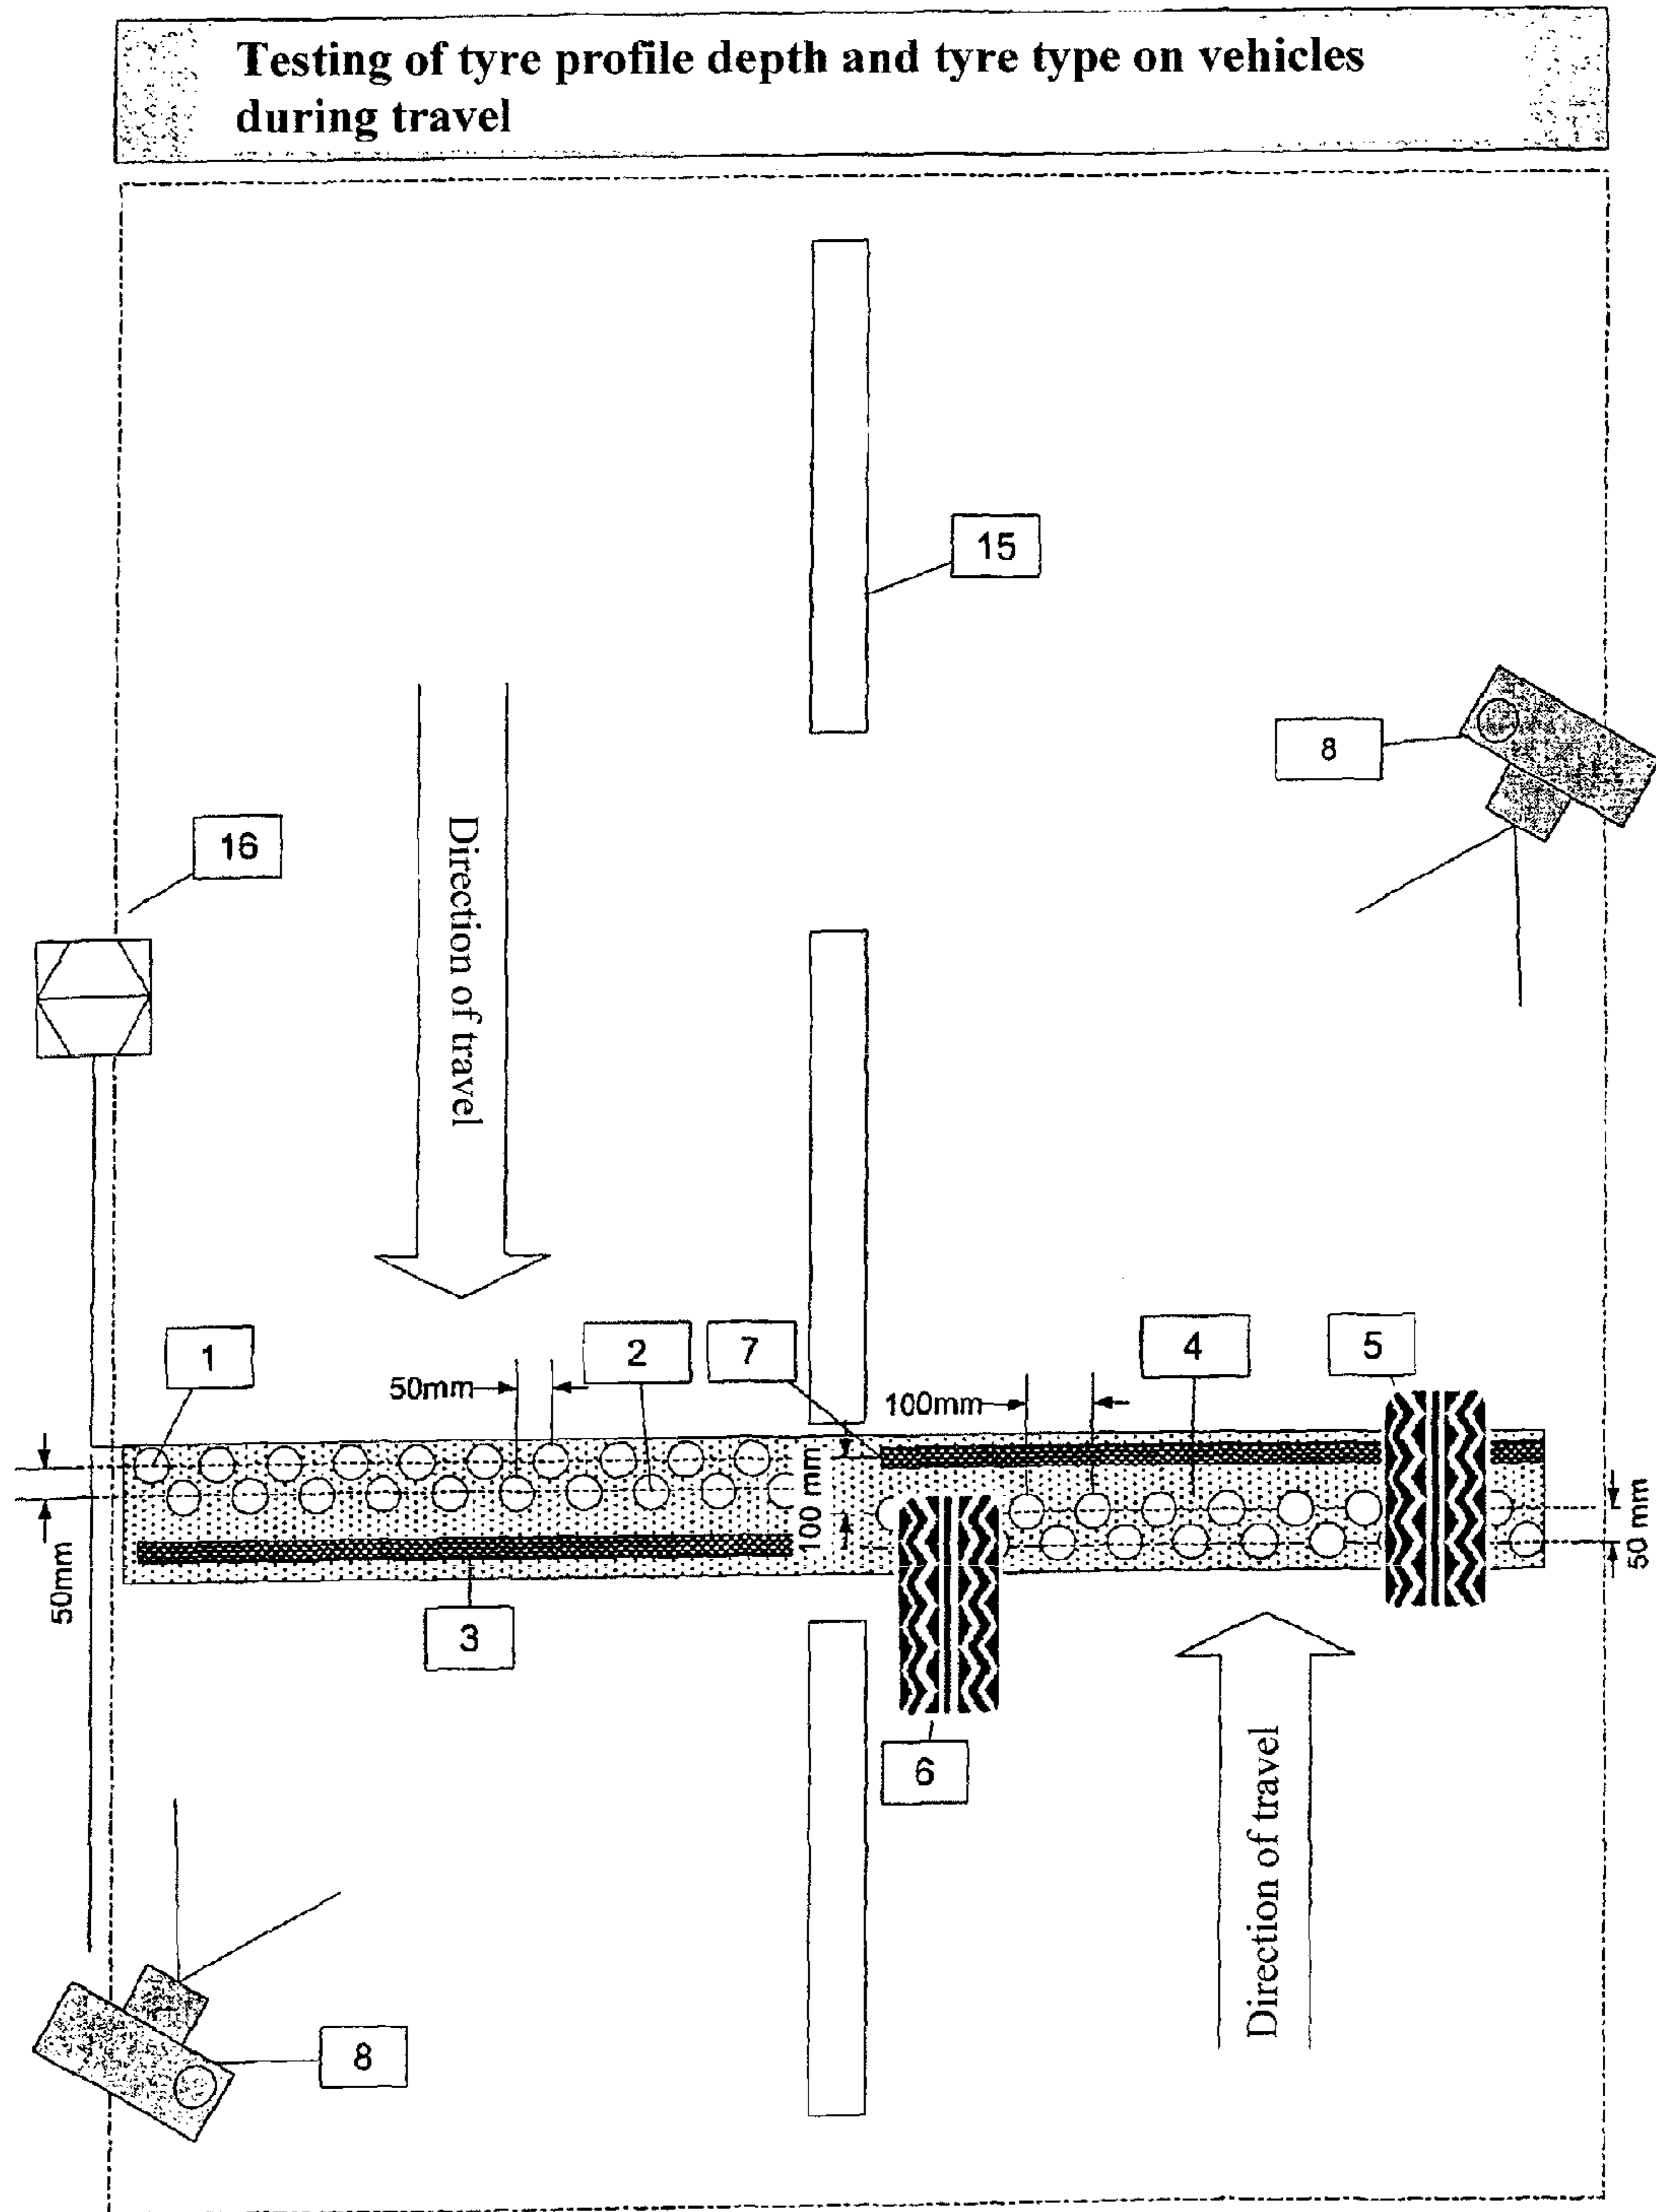 Testing of tyre profile depth and tyre type on vehicles
during travel
15
8
16
Direction of travel
1
50mm
2
7
100mm
4
5
100 mm
50mm
50 mm
3
6
Direction of travel
8